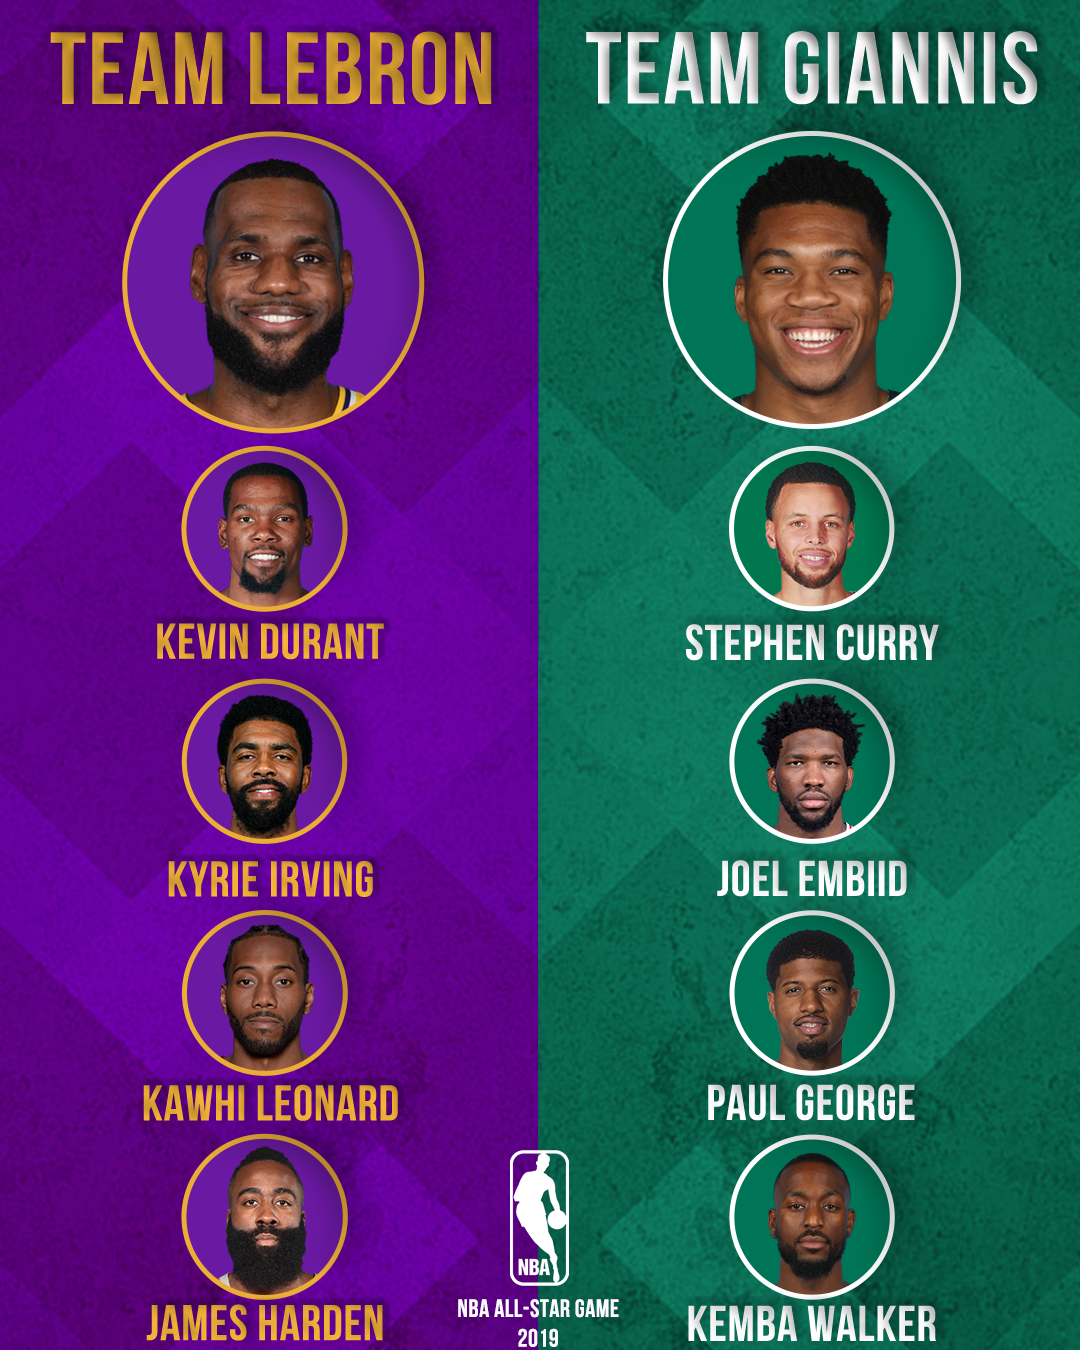 TEAM LEBRON
TEAM GIANNIS
KEVIN DURANT
STEPHEN CURRY
KYRIE IRVING
JOEL EMBIID
KAWHI LEONARD
PAUL GEORGE
JAMES HARDEN
KEMBA WALKER
NBA
NBA ALL-STAR GAME
2019